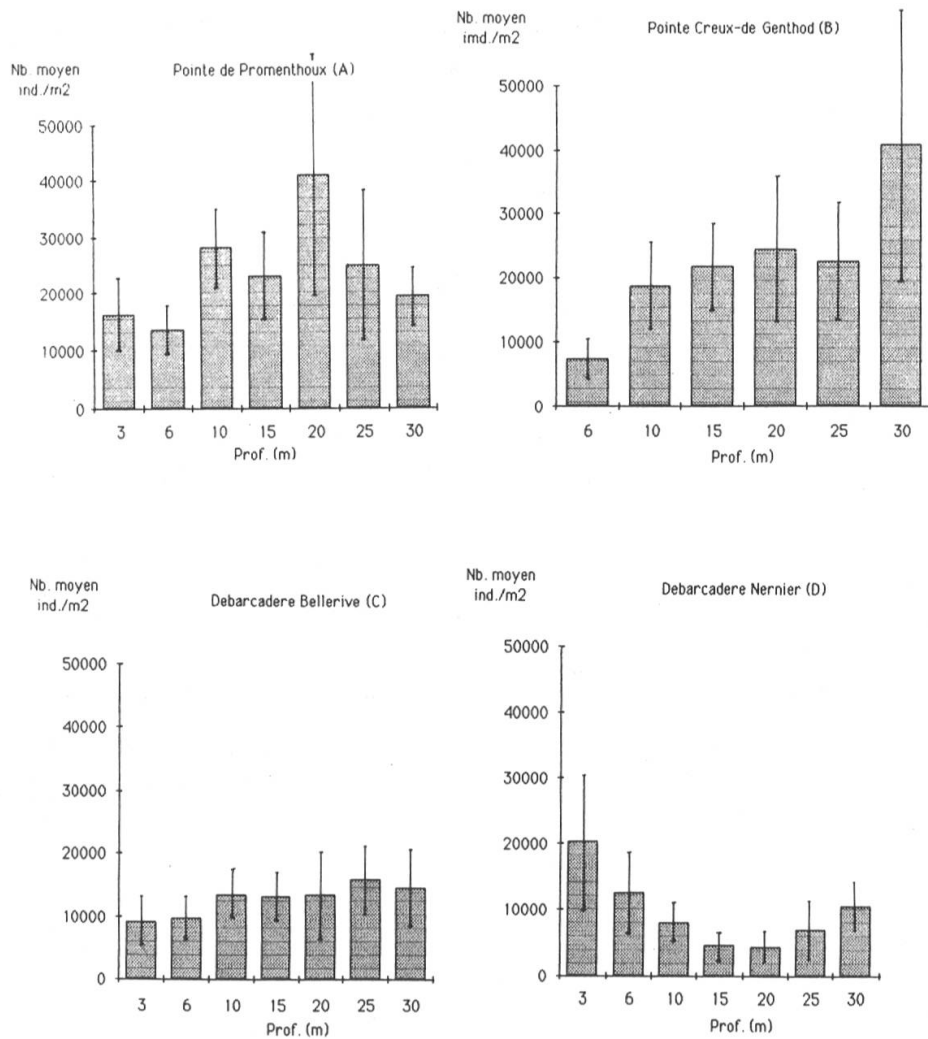 Nb. moyen
ind./m2
Pointe de Promenthoux (A)
50000
40000
30000
20000
10000
0
3 6 10 15 20 25 30
Prof. (m)
Nb. moyen
imd./m2
Pointe Creux-de Genthod (B)
50000
40000
30000
20000
10000
0
6 10 15 20 25 30
Prof. (m)
Nb. moyen
ind./m2
Debarcadere Bellerive (C)
50000
40000
30000
20000
10000
0
3 6 10 15 20 25 30
Prof. (m)
Nb. moyen
ind./m2
Debarcadere Nernier (D)
50000
40000
30000
20000
10000
0
3 6 10 15 20 25 30
Prof. (m)